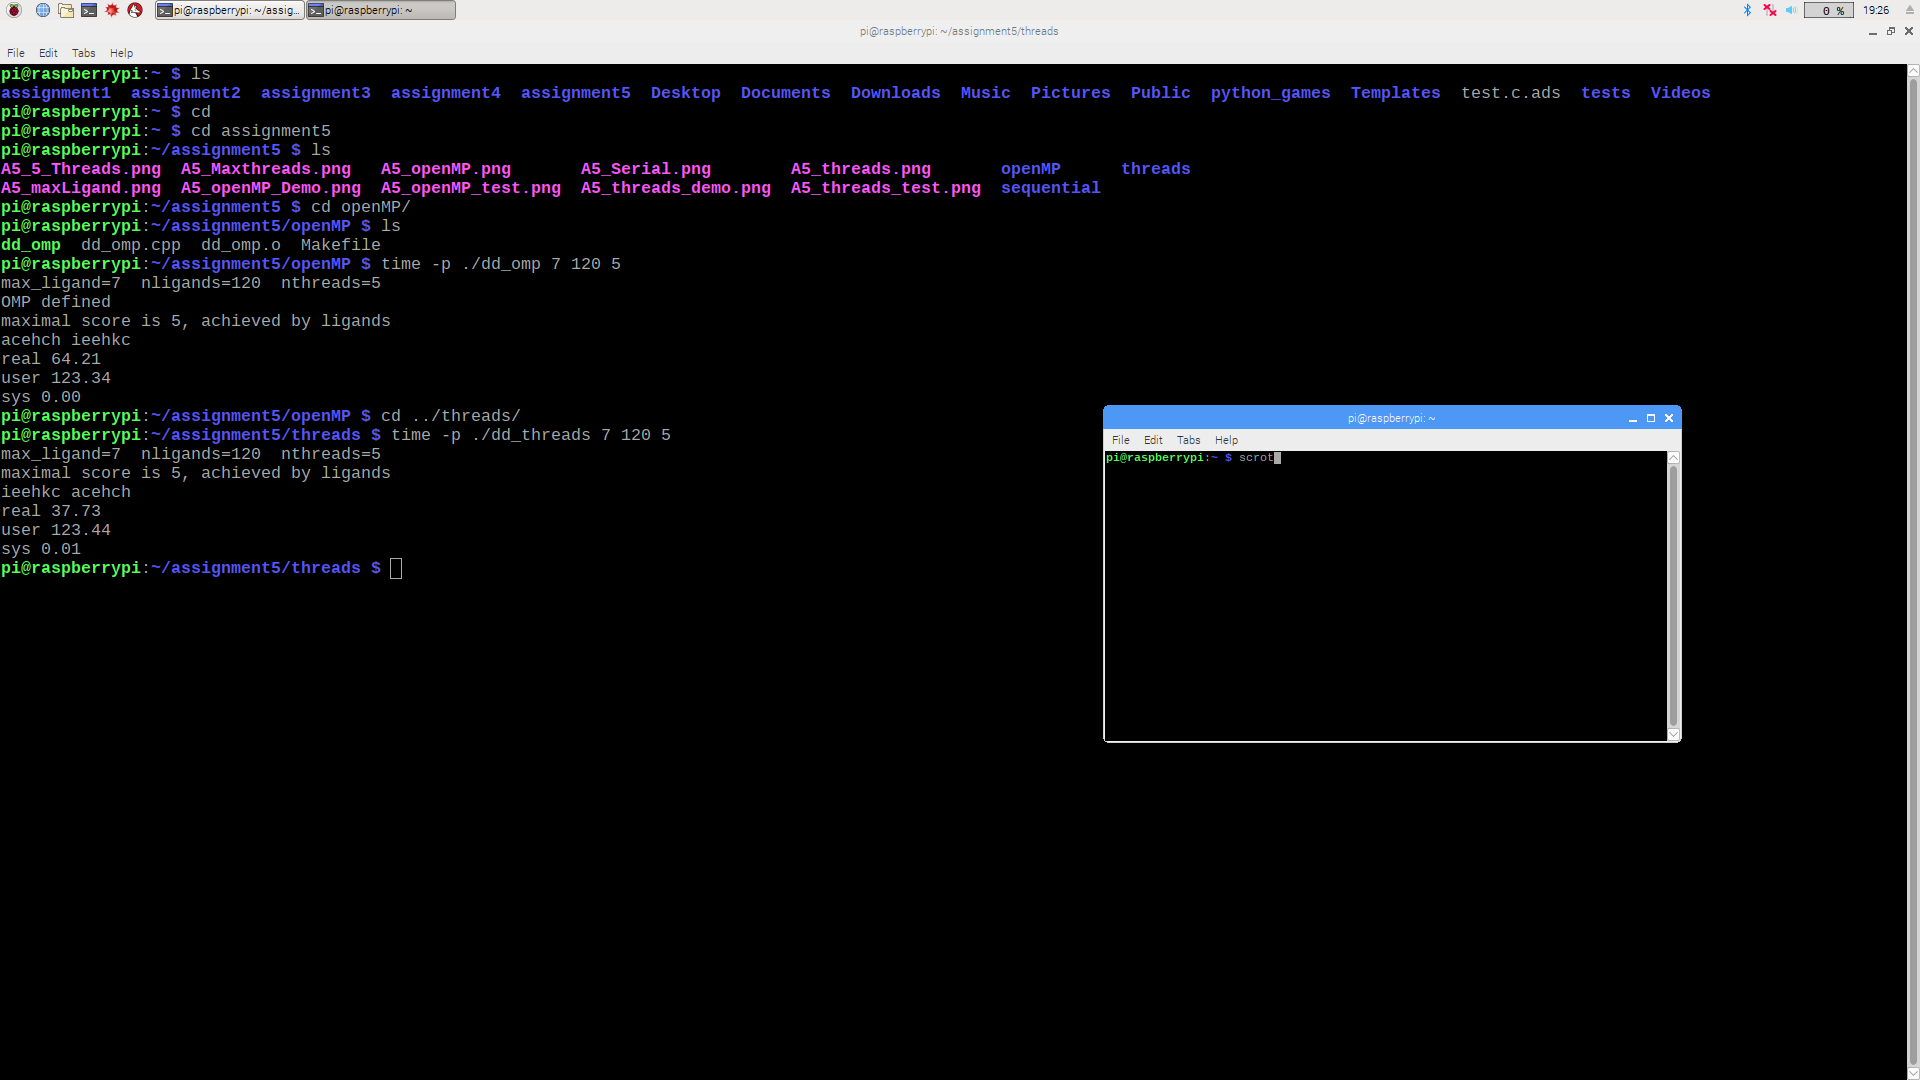 pi@raspberrypi: ~/assig... pi@raspberrypi: ~ 0 % 19:26
pi@raspberrypi: ~/assignment5/threads
File Edit Tabs Help
pi@raspberrypi:~ $ ls
assignment1 assignment2 assignment3 assignment4 assignment5 Desktop Documents Downloads Music Pictures Public python_games Templates test.c.ads tests Videos
pi@raspberrypi:~ $ cd
pi@raspberrypi:~ $ cd assignment5
pi@raspberrypi:~/assignment5 $ ls
A5_5_Threads.png A5_Maxthreads.png A5_openMP.png A5_Serial.png A5_threads.png openMP threads
A5_maxLigand.png A5_openMP_Demo.png A5_openMP_test.png A5_threads_demo.png A5_threads_test.png sequential
pi@raspberrypi:~/assignment5 $ cd openMP/
pi@raspberrypi:~/assignment5/openMP $ ls
dd_omp dd_omp.cpp dd_omp.o Makefile
pi@raspberrypi:~/assignment5/openMP $ time -p ./dd_omp 7 120 5
max_ligand=7 nligands=120 nthreads=5
OMP defined
maximal score is 5, achieved by ligands
acehch ieehkc
real 64.21
user 123.34
sys 0.00
pi@raspberrypi:~/assignment5/openMP $ cd ../threads/
pi@raspberrypi:~/assignment5/threads $ time -p ./dd_threads 7 120 5
max_ligand=7 nligands=120 nthreads=5
maximal score is 5, achieved by ligands
ieehkc acehch
real 37.73
user 123.44
sys 0.01
pi@raspberrypi:~/assignment5/threads $
pi@raspberrypi: ~
File Edit Tabs Help
pi@raspberrypi:~ $ scrot